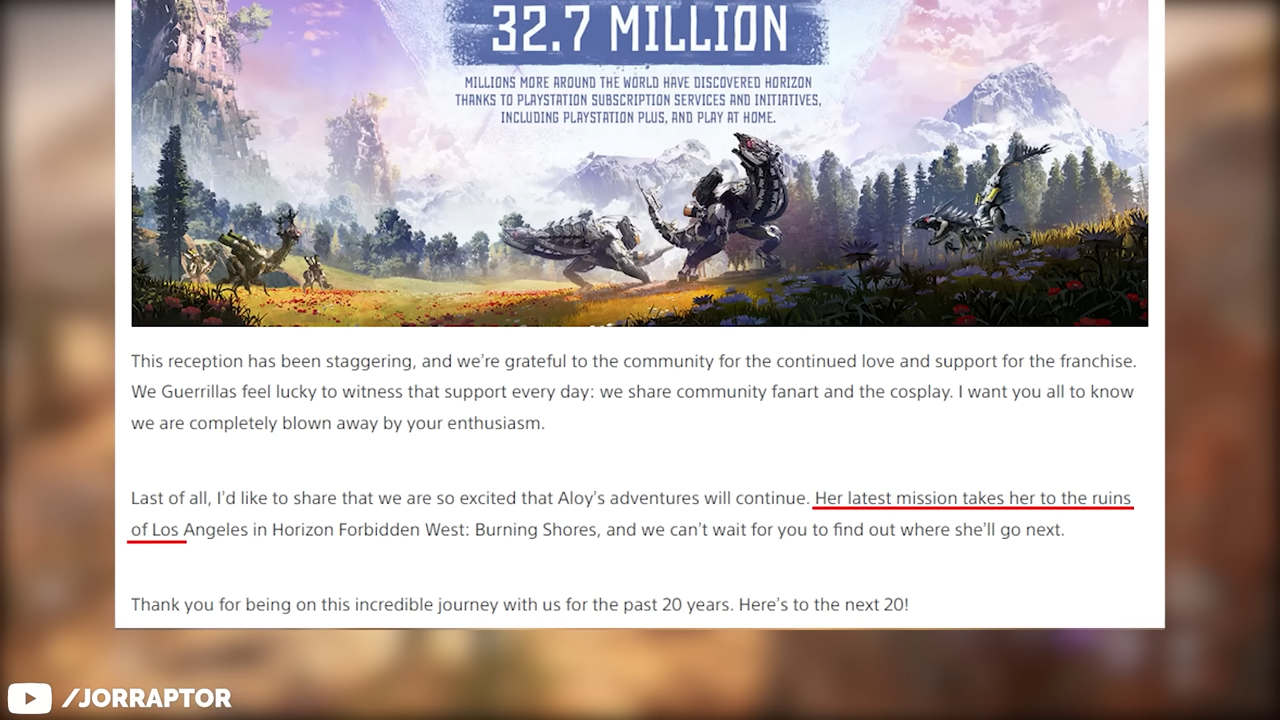 32.7 MILLION
MILLIONS MORE AROUND THE WORLD HAVE DISCOVERED HORIZON
THANKS TO PLAYSTATION SUBSCRIPTION SERVICES AND INITIATIVES,
INCLUDING PLAYSTATION PLUS, AND PLAY AT HOME.
This reception has been staggering, and we’re grateful to the community for the continued love and support for the franchise.
We Guerrillas feel lucky to witness that support every day: we share community fanart and the cosplay. I want you all to know
we are completely blown away by your enthusiasm.
Last of all, I’d like to share that we are so excited that Aloy’s adventures will continue. Her latest mission takes her to the ruins
of Los Angeles in Horizon Forbidden West: Burning Shores, and we can’t wait for you to find out where she’ll go next.
Thank you for being on this incredible journey with us for the past 20 years. Here’s to the next 20!
/JORRAPTOR